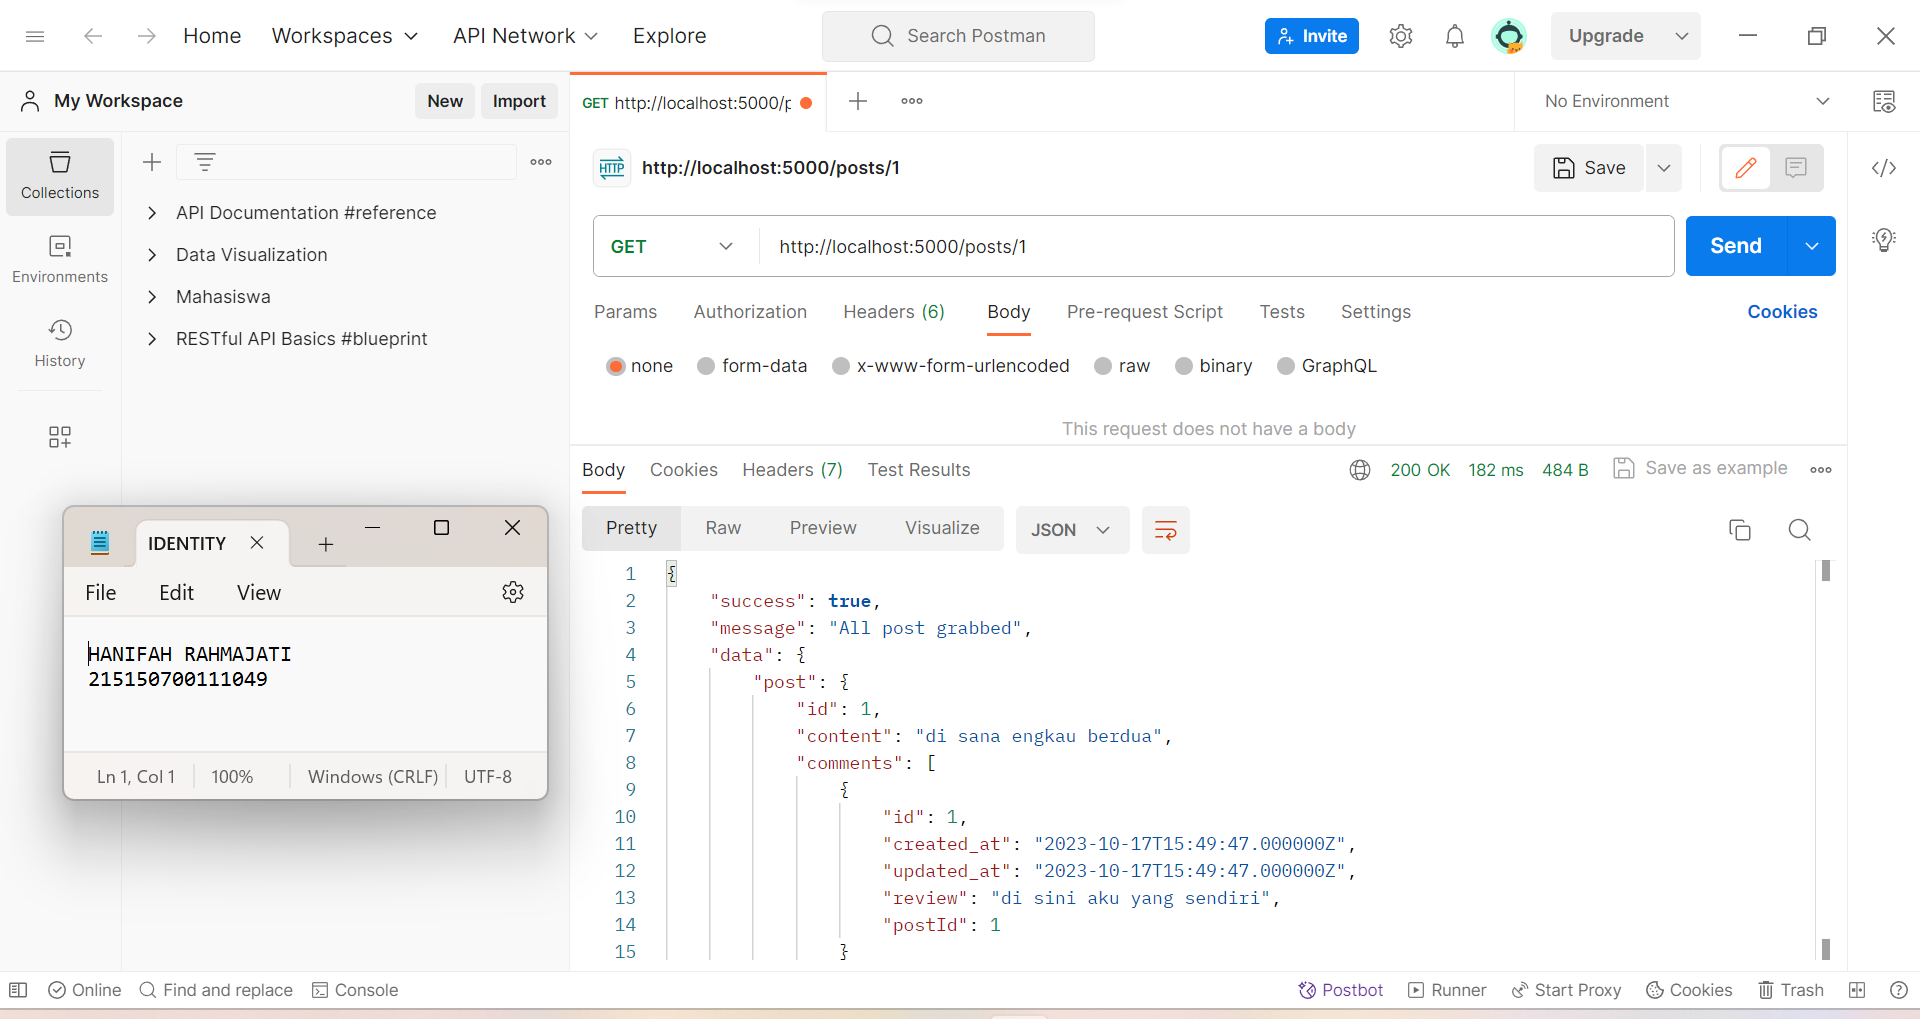 Home Workspaces API Network Explore Search Postman Invite Upgrade
My Workspace New Import GET http://localhost:5000/p No Environment
Collections
Environments
History
API Documentation #reference
Data Visualization
Mahasiswa
RESTful API Basics #blueprint
HTTP http://localhost:5000/posts/1 Save
GET http://localhost:5000/posts/1 Send
Params Authorization Headers (6) Body Pre-request Script Tests Settings Cookies
none form-data x-www-form-urlencoded raw binary GraphQL
This request does not have a body
Body Cookies Headers (7) Test Results 200 OK 182 ms 484 B Save as example
Pretty Raw Preview Visualize JSON
1 {
2 "success": true,
3 "message": "All post grabbed",
4 "data": {
5 "post": {
6 "id": 1,
7 "content": "di sana engkau berdua",
8 "comments": [
9 {
10 "id": 1,
11 "created_at": "2023-10-17T15:49:47.000000Z",
12 "updated_at": "2023-10-17T15:49:47.000000Z",
13 "review": "di sini aku yang sendiri",
14 "postId": 1
15 }
IDENTITY
File Edit View
HANIFAH RAHMAJATI
215150700111049
Ln 1, Col 1 100% Windows (CRLF) UTF-8
Online Find and replace Console Postbot Runner Start Proxy Cookies Trash